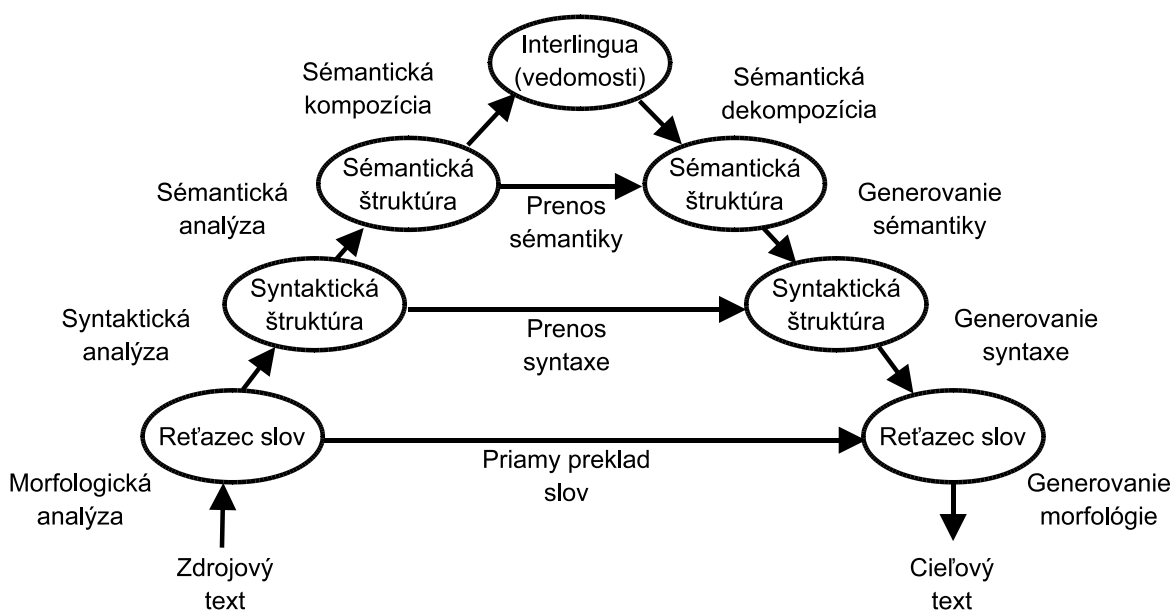 Interlingua
(vedomosti)
Sémantická
kompozícia
Sémantická
dekompozícia
Sémantická
štruktúra
Sémantická
štruktúra
Sémantická
analýza
Prenos
sémantiky
Generovanie
sémantiky
Syntaktická
štruktúra
Syntaktická
štruktúra
Syntaktická
analýza
Prenos
syntaxe
Generovanie
syntaxe
Reťazec slov
Reťazec slov
Priamy preklad
slov
Morfologická
analýza
Generovanie
morfológie
Zdrojový
text
Cieľový
text